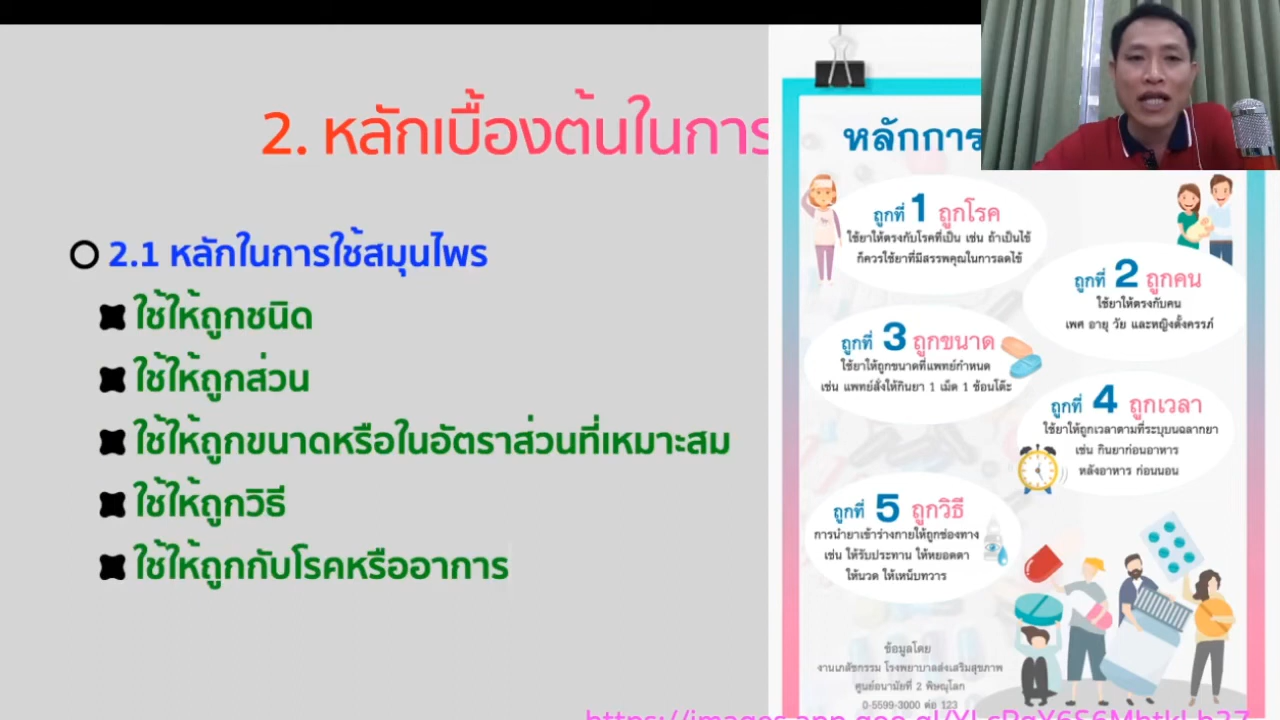 2. หลักเบื้องต้นในการ
2.1 หลักในการใช้สมุนไพร
ใช้ให้ถูกชนิด
ใช้ให้ถูกส่วน
ใช้ให้ถูกขนาดหรือในอัตราส่วนที่เหมาะสม
ใช้ให้ถูกวิธี
ใช้ให้ถูกกับโรคหรืออาการ
หลักการ
ถูกที่ 1 ถูกโรค
ใช้ยาให้ตรงกับโรคที่เป็น เช่น ถ้าเป็นไข้
ก็ควรใช้ยาที่มีสรรพคุณในการลดไข้
ถูกที่ 2 ถูกคน
ใช้ยาให้ตรงกับคน
เพศ อายุ วัย และหญิงตั้งครรภ์
ถูกที่ 3 ถูกขนาด
ใช้ยาให้ถูกขนาดที่แพทย์กำหนด
เช่น แพทย์สั่งให้กินยา 1 เม็ด 1 ช้อนโต๊ะ
ถูกที่ 4 ถูกเวลา
ใช้ยาให้ถูกเวลาตามที่ระบุบนฉลากยา
เช่น กินยาก่อนอาหาร
หลังอาหาร ก่อนนอน
ถูกที่ 5 ถูกวิธี
การนำยาเข้าร่างกายให้ถูกช่องทาง
เช่น ให้รับประทาน ให้หยอดตา
ให้นวด ให้เหน็บทวาร
ข้อมูลโดย
งานเภสัชกรรม โรงพยาบาลส่งเสริมสุขภาพ
ศูนย์อนามัยที่ 2 พิษณุโลก
0-5599-3000 ต่อ 123